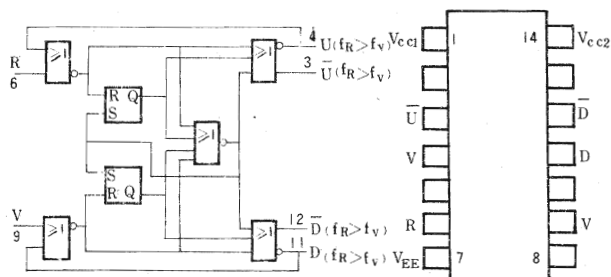 R
6
≥1
≥1
4 U(fR>fV)
3 U̅(fR>fV)
R Q
S
≥1
S
R Q
V
9
≥1
≥1
12 D̅(fR>fV)
11 D(fR>fV)
Vcc1 1 14 Vcc2
U̅ D̅
V D
R V
VEE 7 8